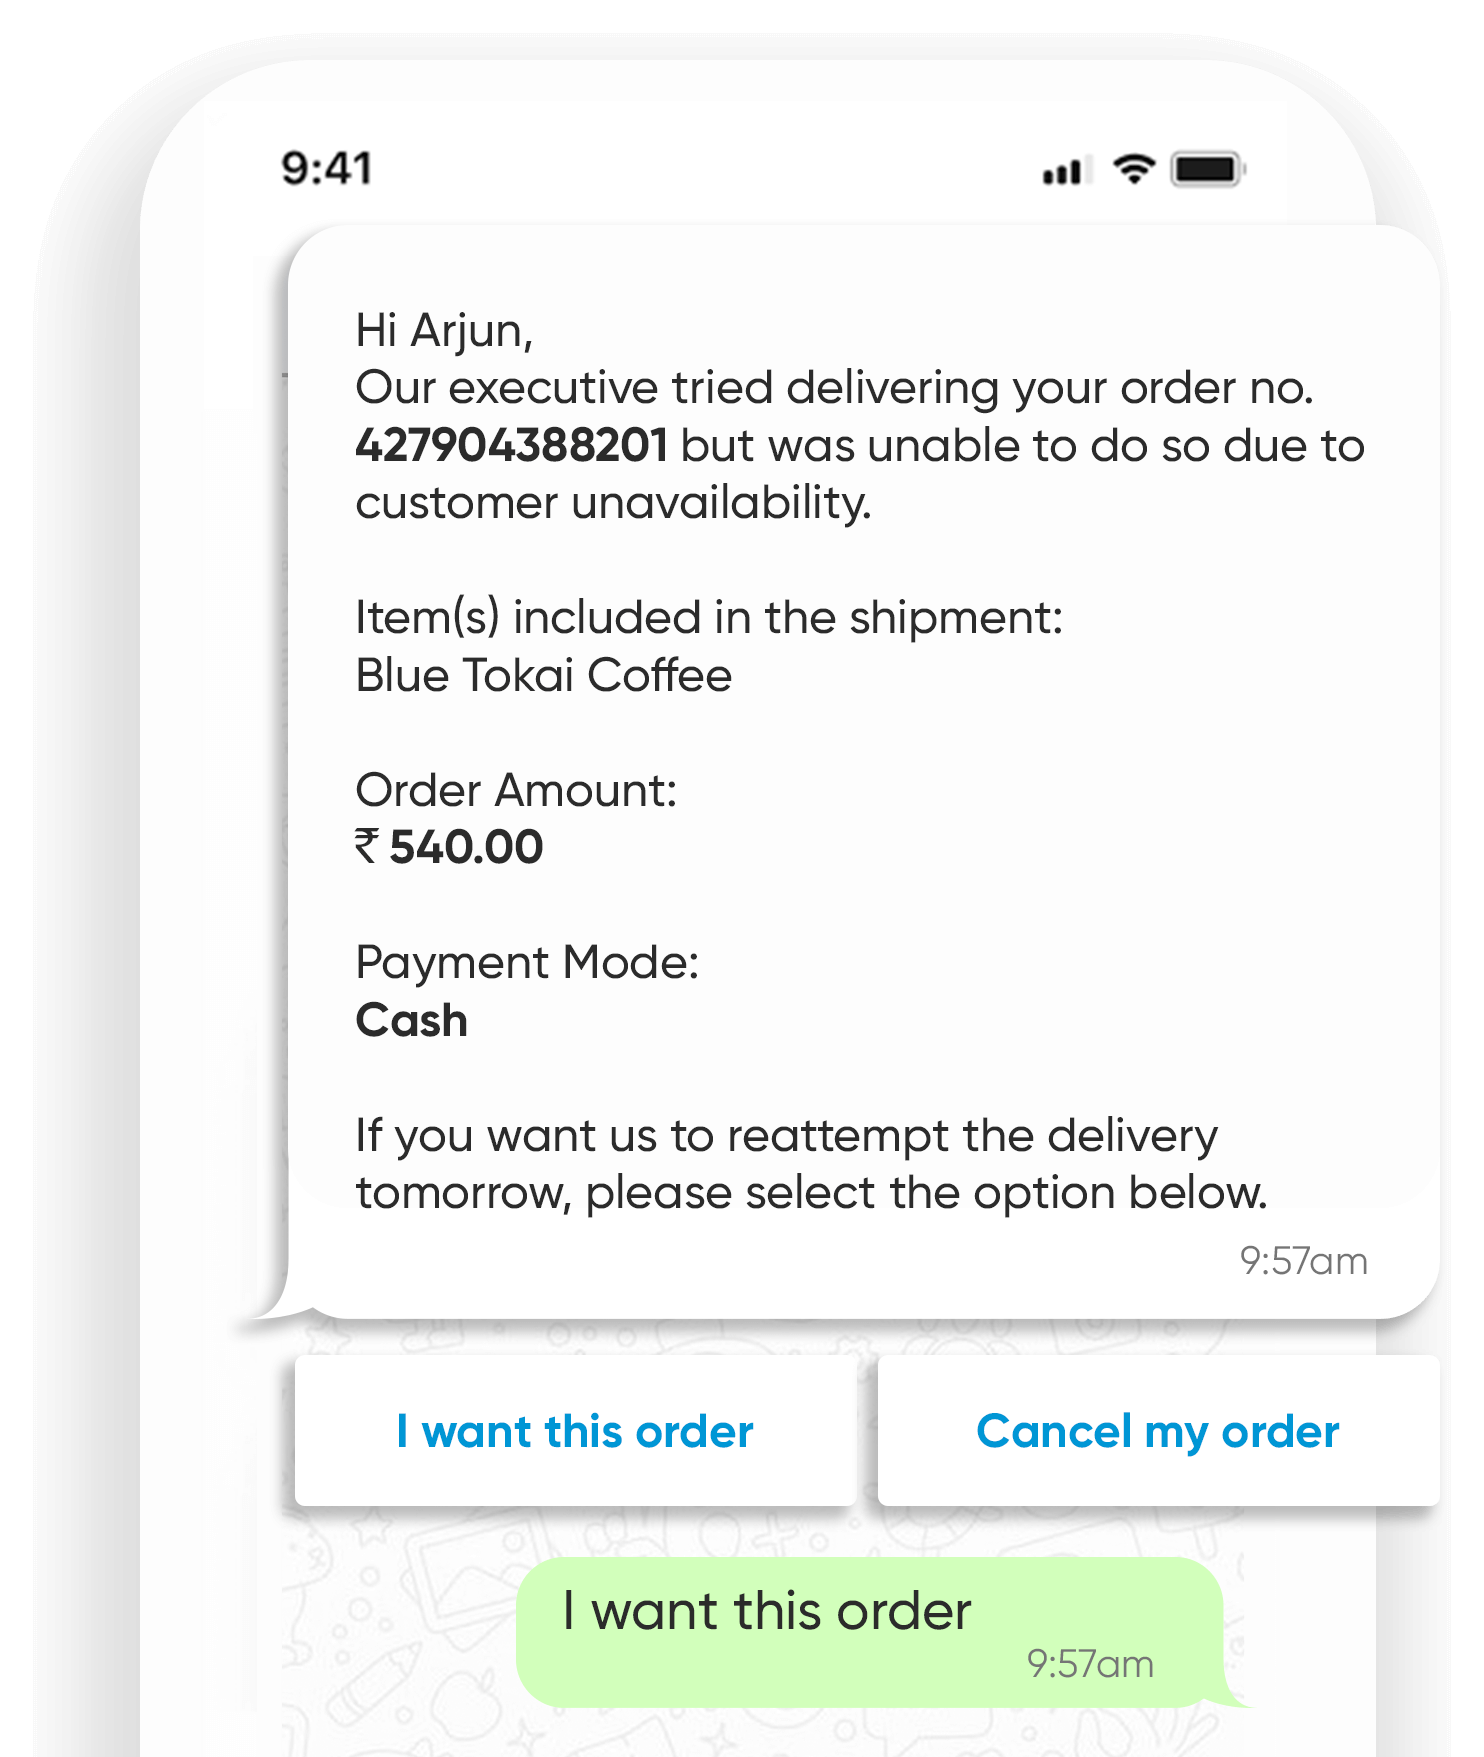 9:41
Hi Arjun,
Our executive tried delivering your order no.
427904388201 but was unable to do so due to
customer unavailability.
Item(s) included in the shipment:
Blue Tokai Coffee
Order Amount:
₹ 540.00
Payment Mode:
Cash
If you want us to reattempt the delivery
tomorrow, please select the option below.
9:57am
I want this order
Cancel my order
I want this order
9:57am